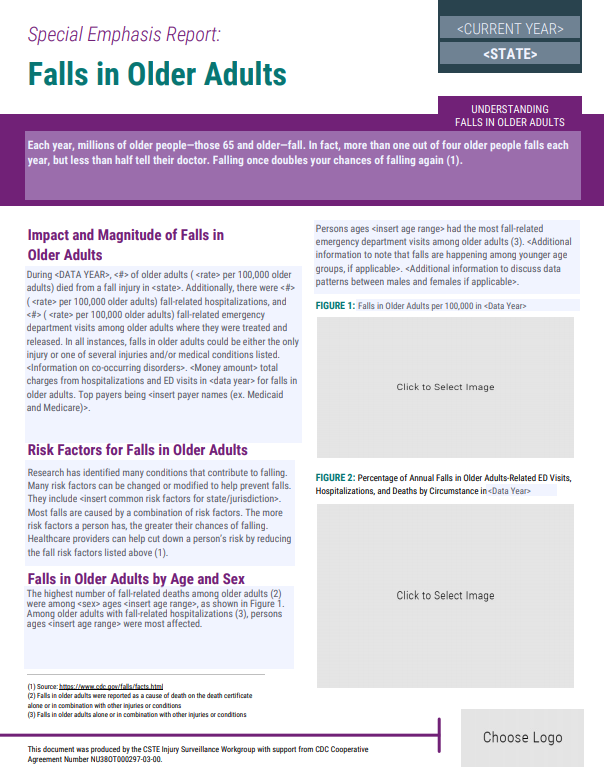 Special Emphasis Report:
Falls in Older Adults
<CURRENT YEAR>
<STATE>
UNDERSTANDING
FALLS IN OLDER ADULTS
Each year, millions of older people—those 65 and older—fall. In fact, more than one out of four older people falls each
year, but less than half tell their doctor. Falling once doubles your chances of falling again (1).
Impact and Magnitude of Falls in
Older Adults
During <DATA YEAR>, <#> of older adults ( <rate> per 100,000 older
adults) died from a fall injury in <state>. Additionally, there were <#>
( <rate> per 100,000 older adults) fall-related hospitalizations, and
<#> ( <rate> per 100,000 older adults) fall-related emergency
department visits among older adults where they were treated and
released. In all instances, falls in older adults could be either the only
injury or one of several injuries and/or medical conditions listed.
<Information on co-occurring disorders>. <Money amount> total
charges from hospitalizations and ED visits in <data year> for falls in
older adults. Top payers being <insert payer names (ex. Medicaid
and Medicare)>.
Risk Factors for Falls in Older Adults
Research has identified many conditions that contribute to falling.
Many risk factors can be changed or modified to help prevent falls.
They include <insert common risk factors for state/jurisdiction>.
Most falls are caused by a combination of risk factors. The more
risk factors a person has, the greater their chances of falling.
Healthcare providers can help cut down a person's risk by reducing
the fall risk factors listed above (1).
Falls in Older Adults by Age and Sex
The highest number of fall-related deaths among older adults (2)
were among <sex> ages <insert age range>, as shown in Figure 1.
Among older adults with fall-related hospitalizations (3), persons
ages <insert age range> were most affected.
Persons ages <insert age range> had the most fall-related
emergency department visits among older adults (3). <Additional
information to note that falls are happening among younger age
groups, if applicable>. <Additional information to discuss data
patterns between males and females if applicable>.
FIGURE 1: Falls in Older Adults per 100,000 in <Data Year>
Click to Select Image
FIGURE 2: Percentage of Annual Falls in Older Adults-Related ED Visits,
Hospitalizations, and Deaths by Circumstance in <Data Year>
Click to Select Image
(1) Source: https://www.cdc.gov/falls/facts.html
(2) Falls in older adults were reported as a cause of death on the death certificate
alone or in combination with other injuries or conditions
(3) Falls in older adults alone or in combination with other injuries or conditions
This document was produced by the CSTE Injury Surveillance Workgroup with support from CDC Cooperative
Agreement Number NU38OT000297-03-00.
Choose Logo